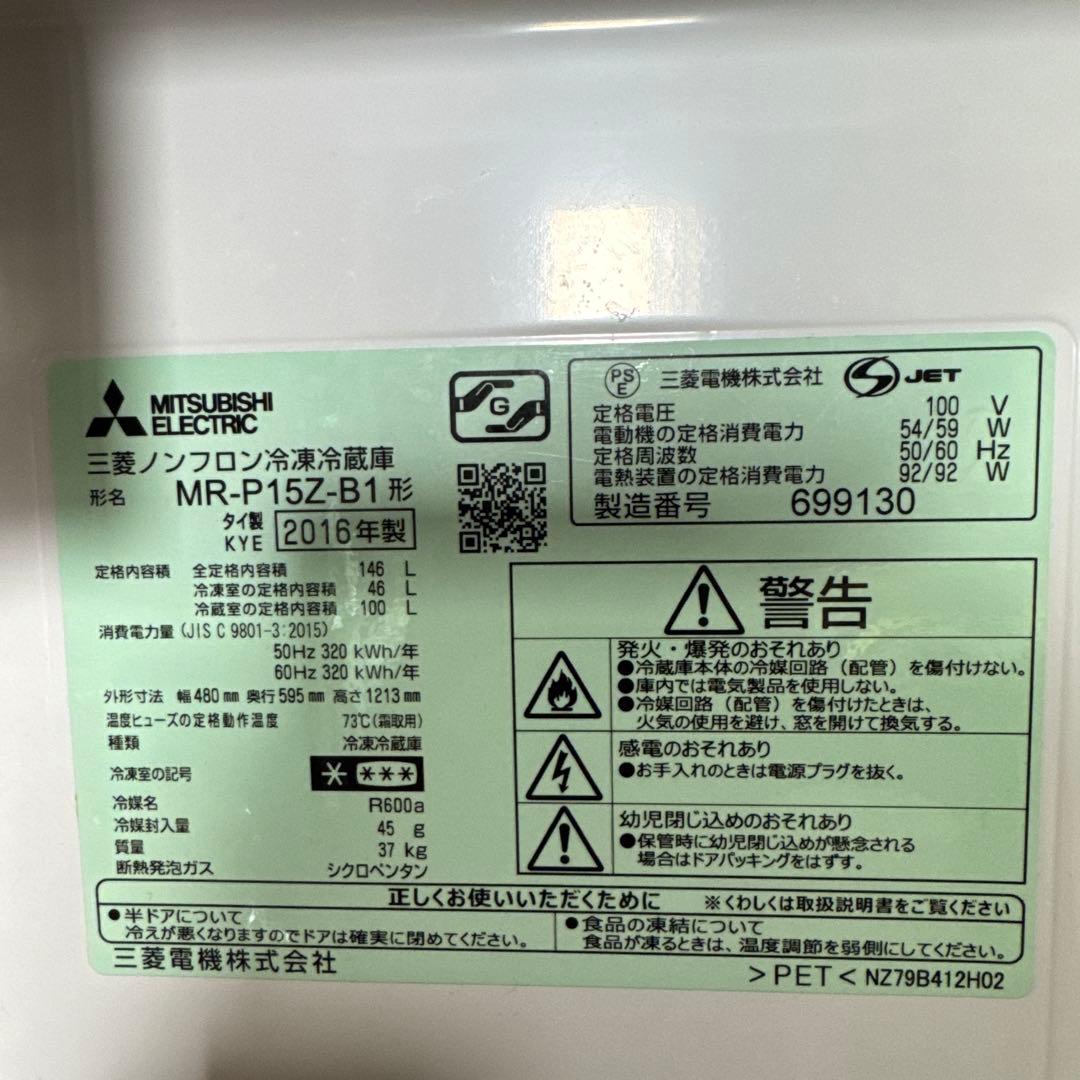 MITSUBISHI
ELECTRIC
G
三菱ノンフロン冷凍冷蔵庫
形名 MR-P15Z-B1形
タイ製
KYE 2016年製
定格内容積 全定格内容積 146 L
冷凍室の定格内容積 46 L
冷蔵室の定格内容積 100 L
消費電力量 (JIS C 9801-3:2015)
50Hz 320 kWh/年
60Hz 320 kWh/年
外形寸法 幅480mm 奥行595mm 高さ1213mm
温度ヒューズの定格動作温度 73℃(霜取用)
種類 冷凍冷蔵庫
冷凍室の記号 * ***
冷媒名 R600a
冷媒封入量 45 g
質量 37 kg
断熱発泡ガス シクロペンタン
PSE 三菱電機株式会社 JET
定格電圧 100 V
電動機の定格消費電力 54/59 W
定格周波数 50/60 Hz
電熱装置の定格消費電力 92/92 W
製造番号 699130
警告
発火・爆発のおそれあり
●冷蔵庫本体の冷媒回路（配管）を傷付けない。
●庫内では電気製品を使用しない。
●冷媒回路（配管）を傷付けたときは、
火気の使用を避け、窓を開けて換気する。
感電のおそれあり
●お手入れのときは電源プラグを抜く。
幼児閉じ込めのおそれあり
●保管時に幼児閉じ込めが懸念される
場合はドアパッキングをはずす。
正しくお使いいただくために ※くわしくは取扱説明書をご覧ください
●半ドアについて
冷えが悪くなりますのでドアは確実に閉めてください。
●食品の凍結について
食品が凍るときは、温度調節を弱側にしてください。
三菱電機株式会社
>PET< NZ79B412H02